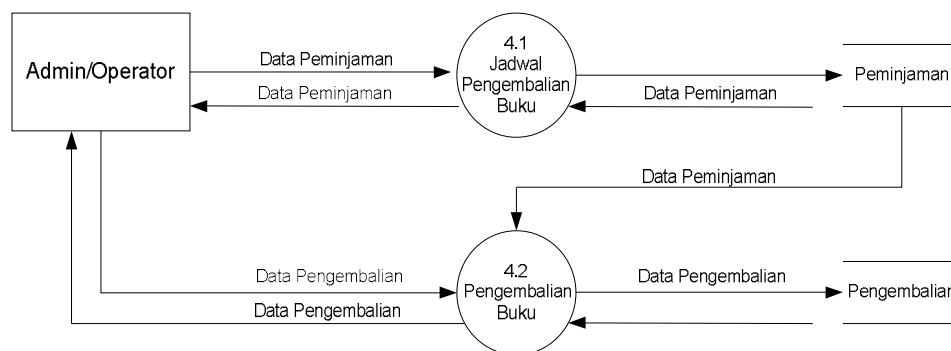 Admin/Operator
Data Peminjaman
Data Peminjaman
4.1
Jadwal
Pengembalian
Buku
Data Peminjaman
Peminjaman
Data Peminjaman
Data Pengembalian
Data Pengembalian
4.2
Pengembalian
Buku
Data Pengembalian
Pengembalian